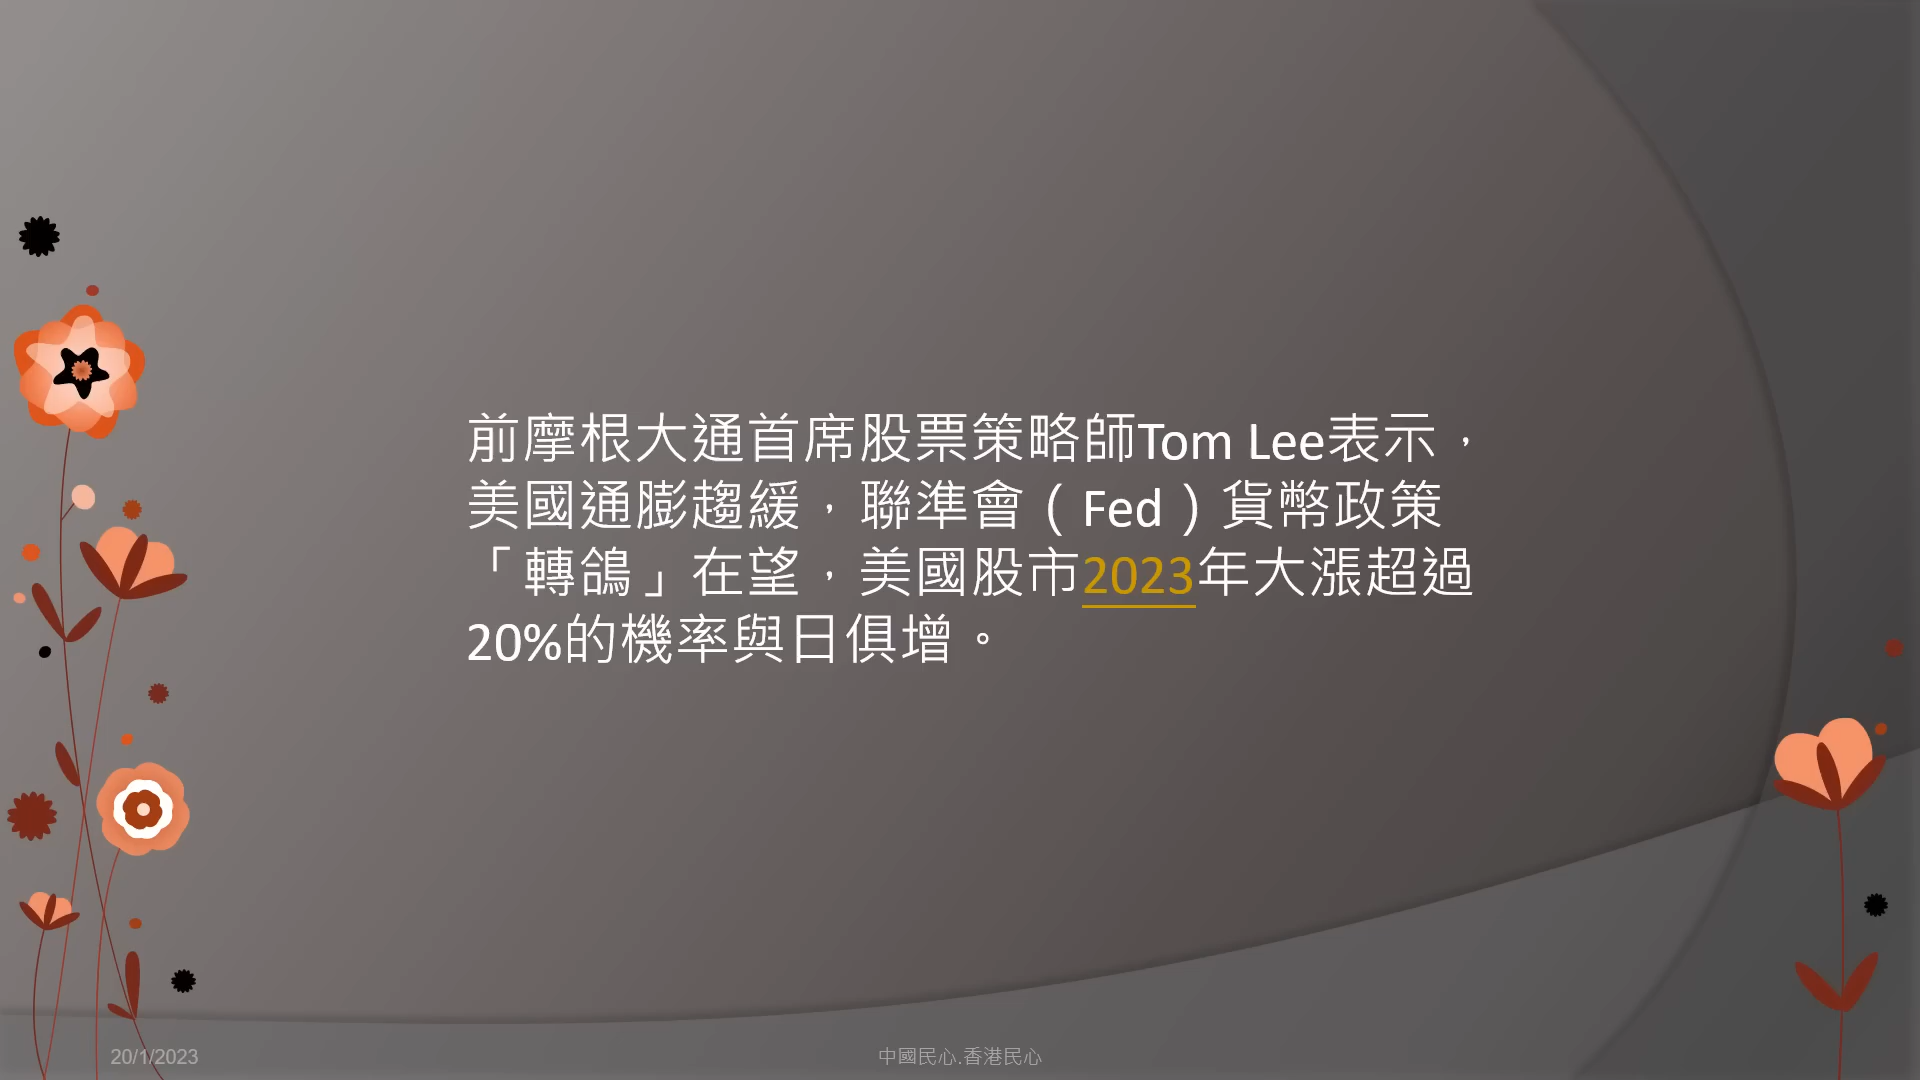 前摩根大通首席股票策略師Tom Lee表示，
美國通膨趨緩，聯準會（Fed）貨幣政策
「轉鴿」在望，美國股市2023年大漲超過
20%的機率與日俱增。
20/1/2023
中國民心.香港民心